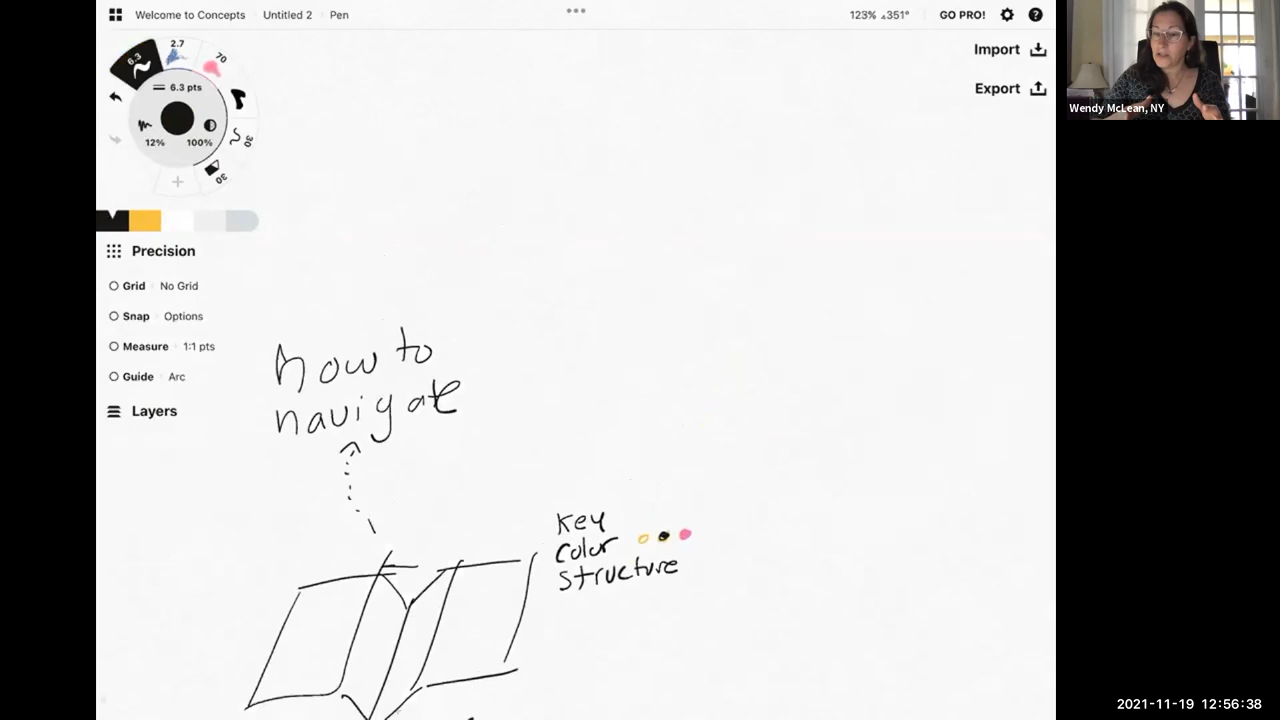 Welcome to Concepts Untitled 2 Pen
123% 351° GO PRO!
Import
Export
Wendy McLean, NY
6.3
2.7
70
6.3 pts
30
12% 100%
30
Precision
Grid No Grid
Snap Options
Measure 1:1 pts
Guide Arc
Layers
how to
navigate
Key
Color
Structure
2021-11-19 12:56:38